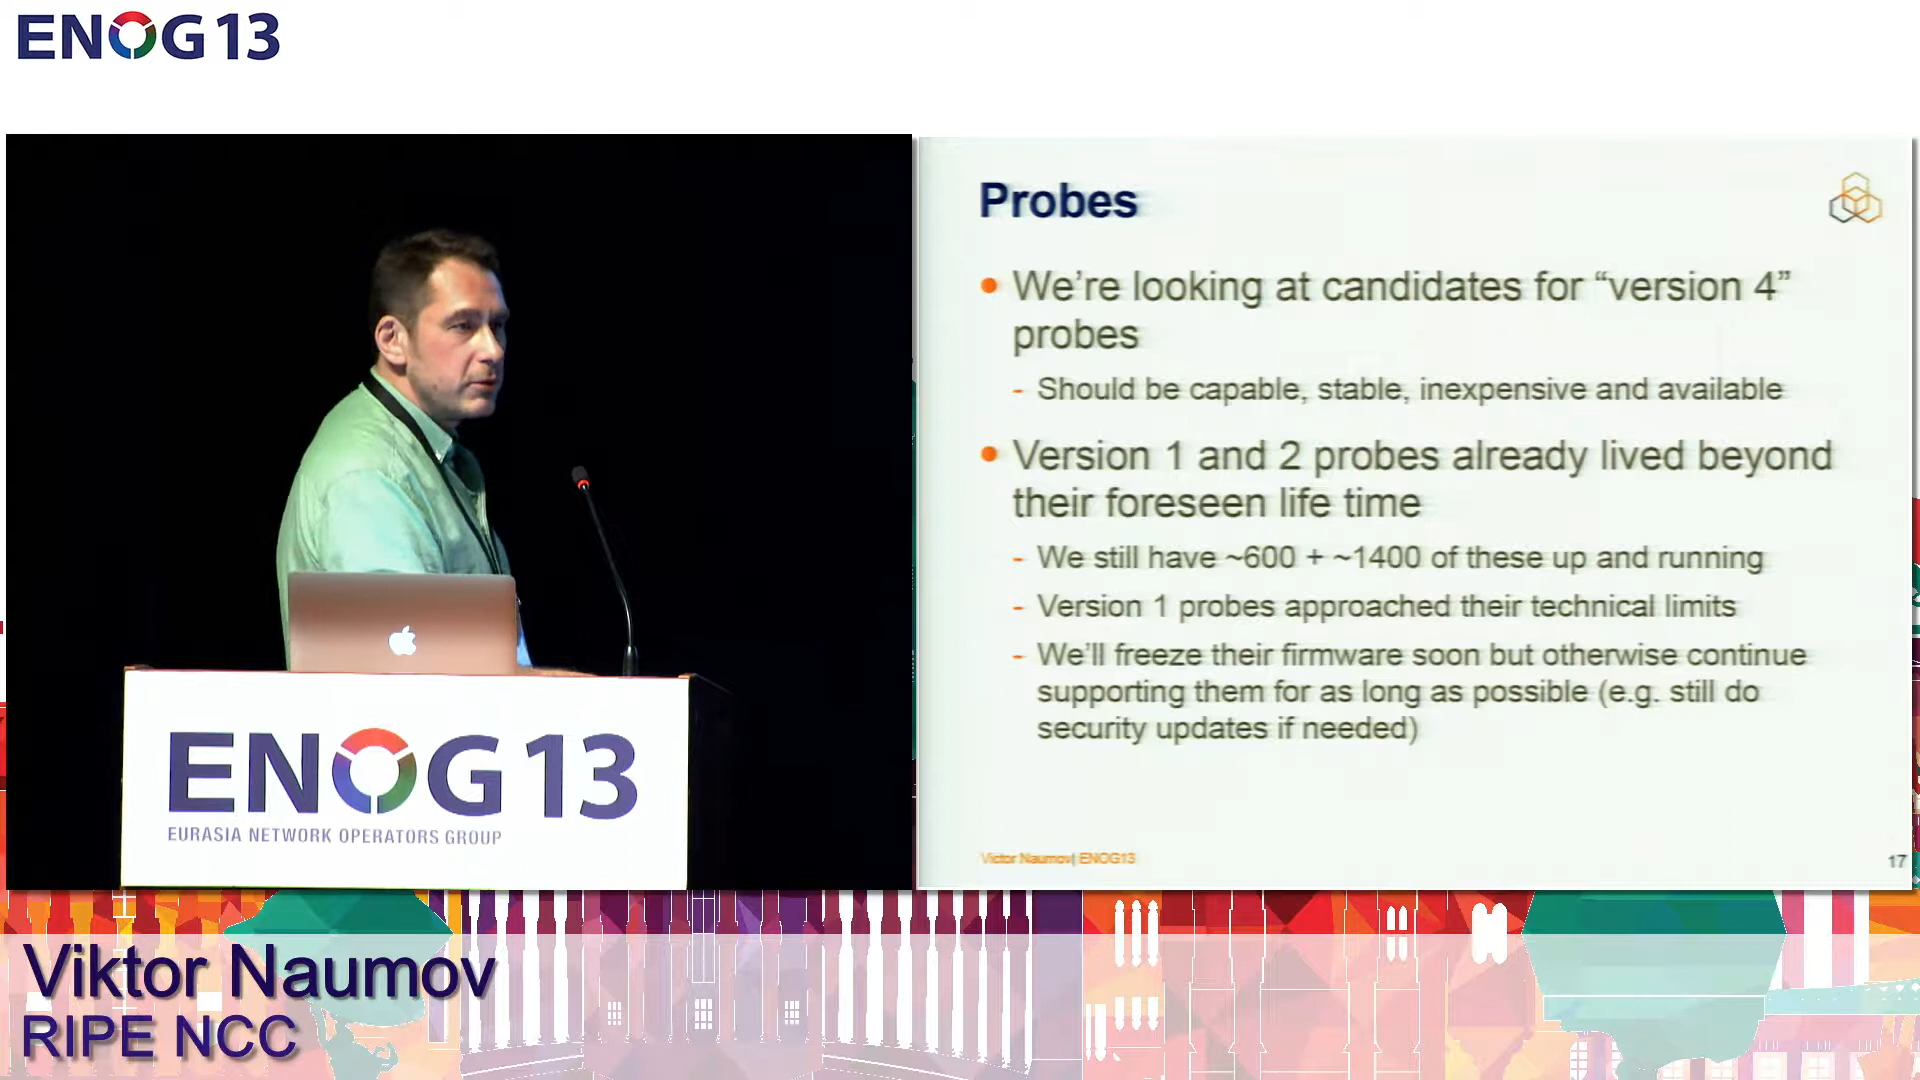 ENOG13
Probes
• We're looking at candidates for “version 4”
probes
- Should be capable, stable, inexpensive and available
• Version 1 and 2 probes already lived beyond
their foreseen life time
- We still have ~600 + ~1400 of these up and running
- Version 1 probes approached their technical limits
- We'll freeze their firmware soon but otherwise continue
supporting them for as long as possible (e.g. still do
security updates if needed)
Victor Naumov| ENOG13
17
ENOG13
EURASIA NETWORK OPERATORS GROUP
Viktor Naumov
RIPE NCC